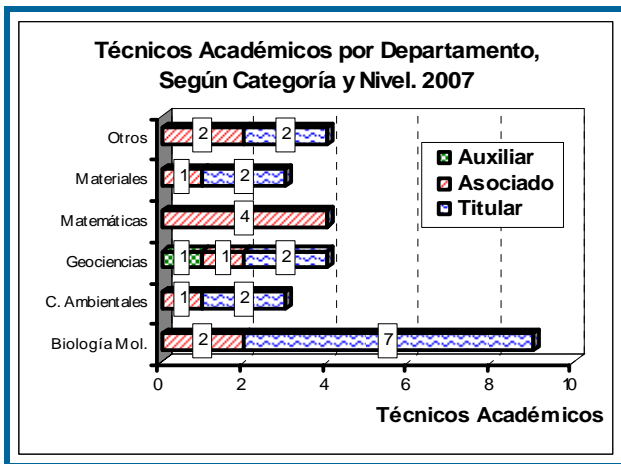 Técnicos Académicos por Departamento,
Según Categoría y Nivel. 2007
Otros 2 2
Materiales 1 2
Matemáticas 4
Geociencias 1 1 2
C. Ambientales 1 2
Biología Mol. 2 7
Auxiliar
Asociado
Titular
0 2 4 6 8 10
Técnicos Académicos